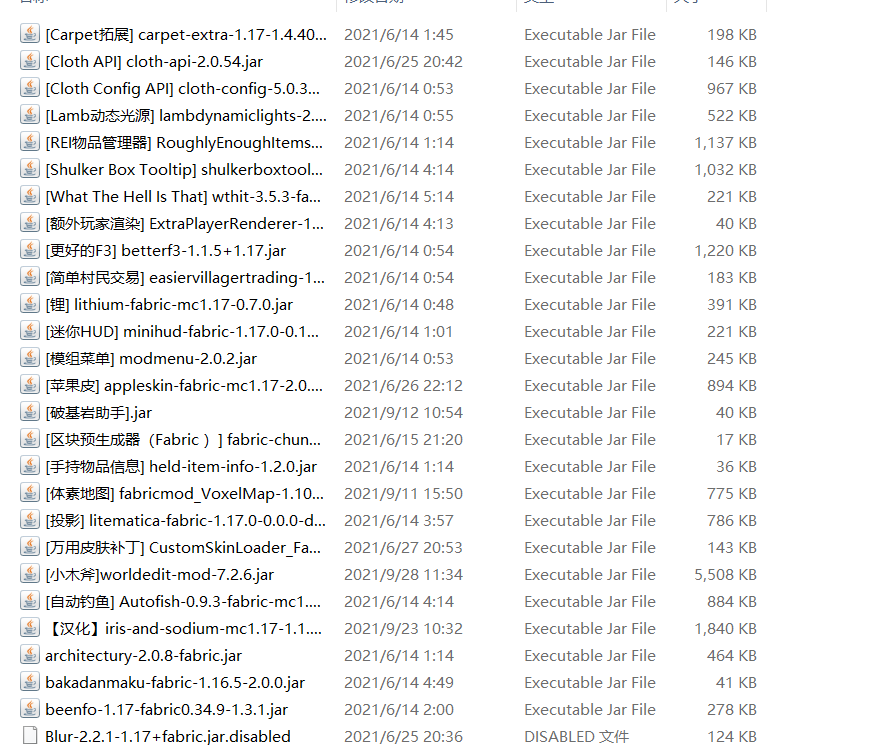 [Carpet拓展] carpet-extra-1.17-1.4.40... 2021/6/14 1:45 Executable Jar File 198 KB
[Cloth API] cloth-api-2.0.54.jar 2021/6/25 20:42 Executable Jar File 146 KB
[Cloth Config API] cloth-config-5.0.3... 2021/6/14 0:53 Executable Jar File 967 KB
[Lamb动态光源] lambdynamiclights-2.... 2021/6/14 0:55 Executable Jar File 522 KB
[REI物品管理器] RoughlyEnoughItems... 2021/6/14 1:14 Executable Jar File 1,137 KB
[Shulker Box Tooltip] shulkerboxtool... 2021/6/14 4:14 Executable Jar File 1,032 KB
[What The Hell Is That] wthit-3.5.3-fa... 2021/6/14 5:14 Executable Jar File 221 KB
[额外玩家渲染] ExtraPlayerRenderer-1... 2021/6/14 4:13 Executable Jar File 40 KB
[更好的F3] betterf3-1.1.5+1.17.jar 2021/6/14 0:54 Executable Jar File 1,220 KB
[简单村民交易] easiervillagertrading-1... 2021/6/14 0:54 Executable Jar File 183 KB
[锂] lithium-fabric-mc1.17-0.7.0.jar 2021/6/14 0:48 Executable Jar File 391 KB
[迷你HUD] minihud-fabric-1.17.0-0.1... 2021/6/14 1:01 Executable Jar File 221 KB
[模组菜单] modmenu-2.0.2.jar 2021/6/14 0:53 Executable Jar File 245 KB
[苹果皮] appleskin-fabric-mc1.17-2.0.... 2021/6/26 22:12 Executable Jar File 894 KB
[破基岩助手].jar 2021/9/12 10:54 Executable Jar File 40 KB
[区块预生成器（Fabric ）] fabric-chun... 2021/6/15 21:20 Executable Jar File 17 KB
[手持物品信息] held-item-info-1.2.0.jar 2021/6/14 1:14 Executable Jar File 36 KB
[体素地图] fabricmod_VoxelMap-1.10... 2021/9/11 15:50 Executable Jar File 775 KB
[投影] litematica-fabric-1.17.0-0.0.0-d... 2021/6/14 3:57 Executable Jar File 786 KB
[万用皮肤补丁] CustomSkinLoader_Fa... 2021/6/27 20:53 Executable Jar File 143 KB
[小木斧]worldedit-mod-7.2.6.jar 2021/9/28 11:34 Executable Jar File 5,508 KB
[自动钓鱼] Autofish-0.9.3-fabric-mc1.... 2021/6/14 4:14 Executable Jar File 884 KB
【汉化】iris-and-sodium-mc1.17-1.1.... 2021/9/23 10:32 Executable Jar File 1,840 KB
architectury-2.0.8-fabric.jar 2021/6/14 1:14 Executable Jar File 464 KB
bakadanmaku-fabric-1.16.5-2.0.0.jar 2021/6/14 4:49 Executable Jar File 41 KB
beenfo-1.17-fabric0.34.9-1.3.1.jar 2021/6/14 2:00 Executable Jar File 278 KB
Blur-2.2.1-1.17+fabric.jar.disabled 2021/6/25 20:36 DISABLED 文件 124 KB